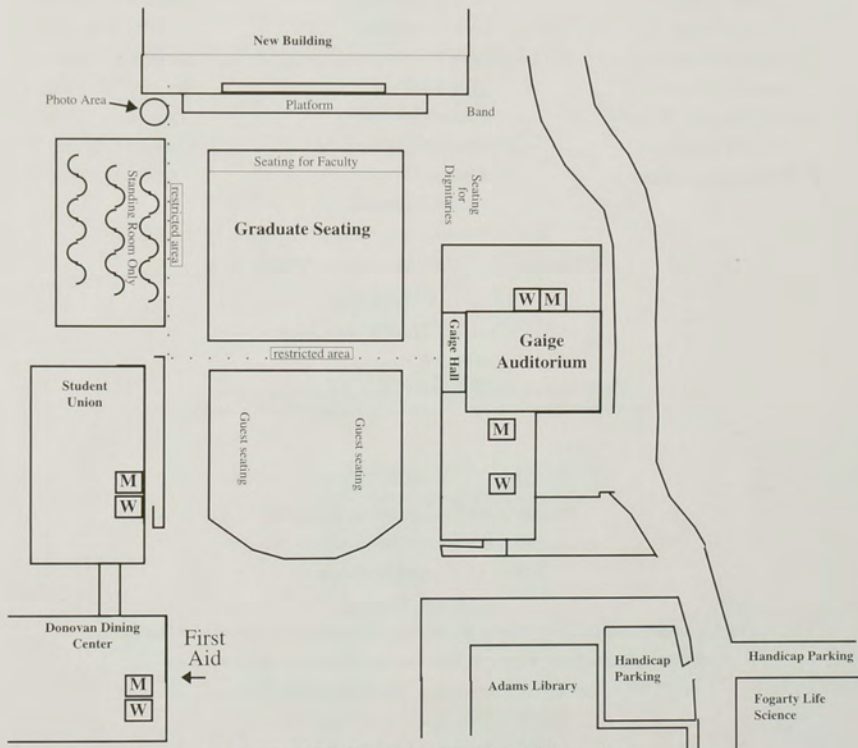 New Building
Photo Area
Platform
Band
Standing Room Only
restricted area
Seating for Faculty
Graduate Seating
Seating
for
Dignitaries
W M
Gaige Hall
Gaige
Auditorium
restricted area
Student
Union
Guest seating
Guest seating
M
W
M
W
Donovan Dining
Center
First
Aid
M
W
Adams Library
Handicap
Parking
Handicap Parking
Fogarty Life
Science